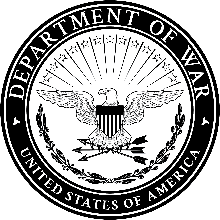 DEPARTMENT OF WAR
UNITED STATES OF AMERICA